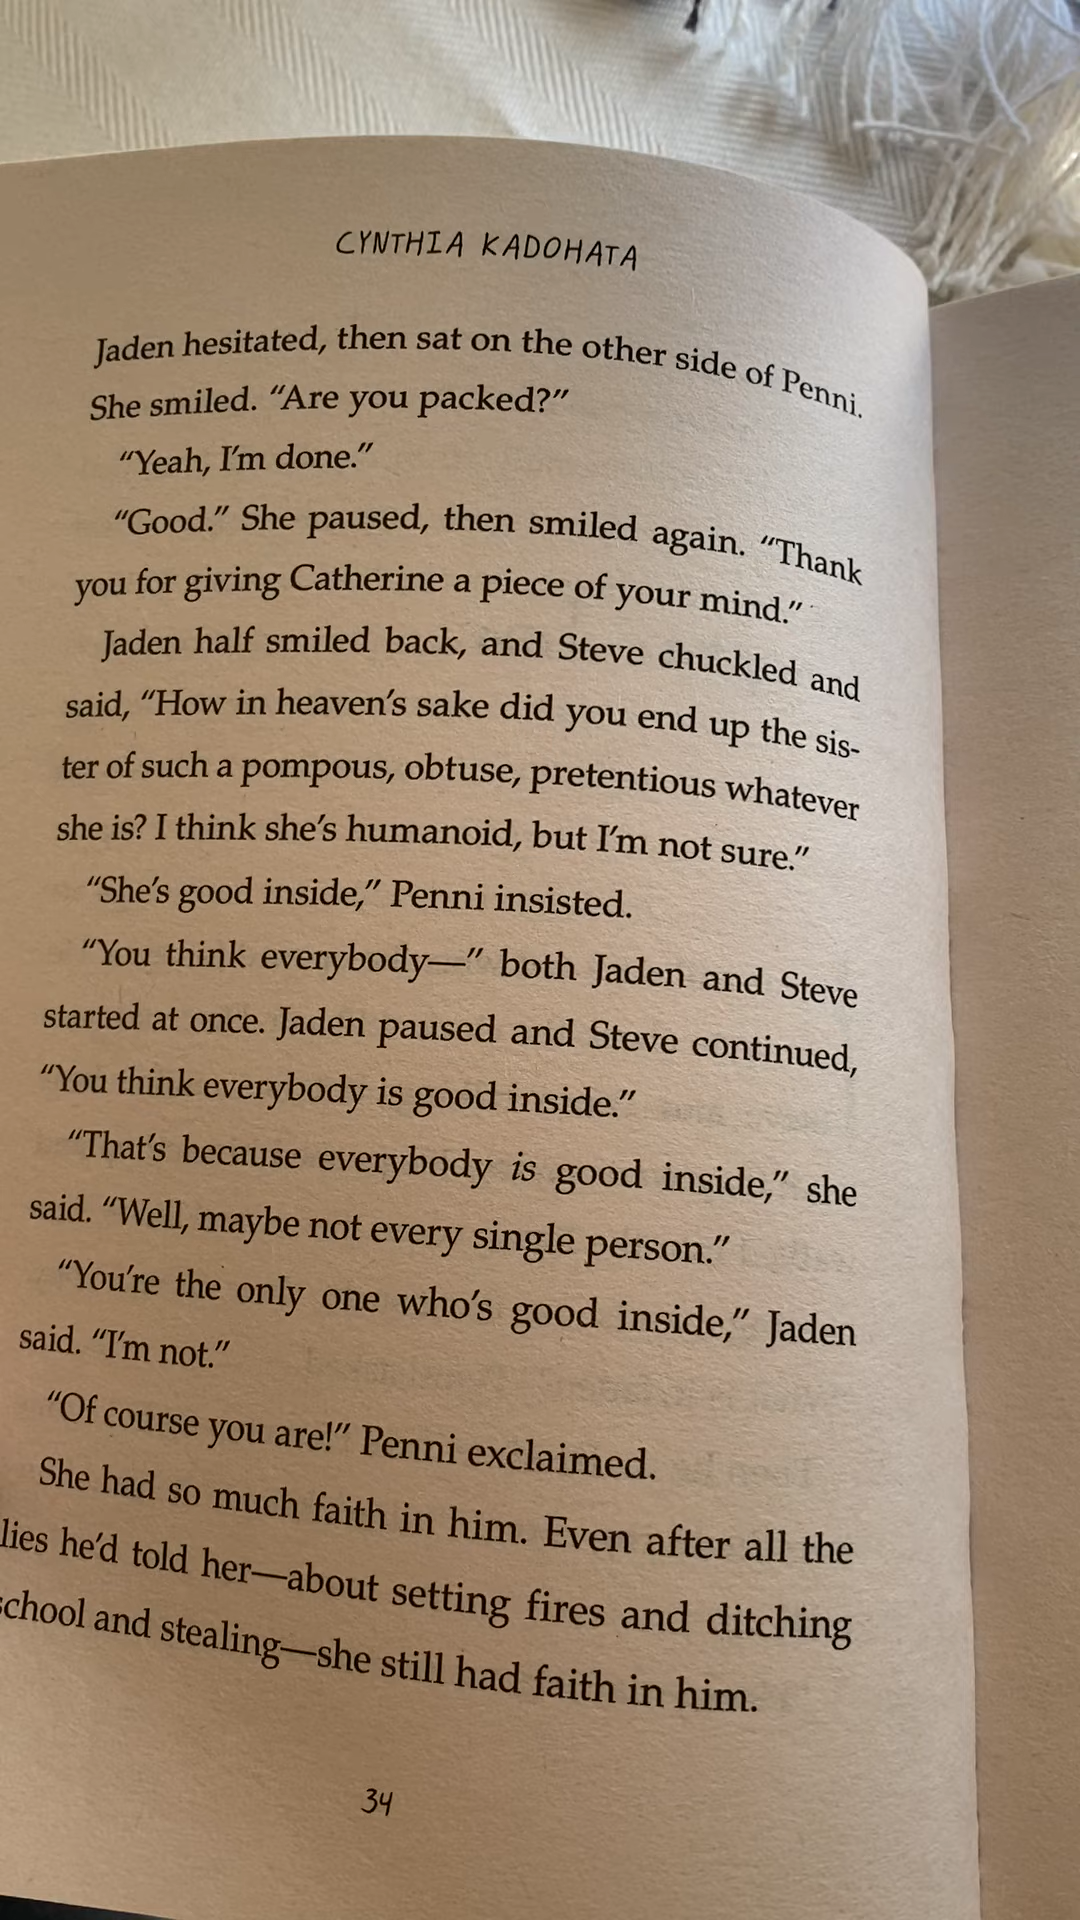 CYNTHIA KADOHATA
Jaden hesitated, then sat on the other side of Penni.
She smiled. “Are you packed?”
“Yeah, I’m done.”
“Good.” She paused, then smiled again. “Thank
you for giving Catherine a piece of your mind.”
Jaden half smiled back, and Steve chuckled and
said, “How in heaven’s sake did you end up the sis-
ter of such a pompous, obtuse, pretentious whatever
she is? I think she’s humanoid, but I’m not sure.”
“She’s good inside,” Penni insisted.
“You think everybody—” both Jaden and Steve
started at once. Jaden paused and Steve continued,
“You think everybody is good inside.”
“That’s because everybody is good inside,” she
said. “Well, maybe not every single person.”
“You’re the only one who’s good inside,” Jaden
said. “I’m not.”
“Of course you are!” Penni exclaimed.
She had so much faith in him. Even after all the
lies he’d told her—about setting fires and ditching
school and stealing—she still had faith in him.
34